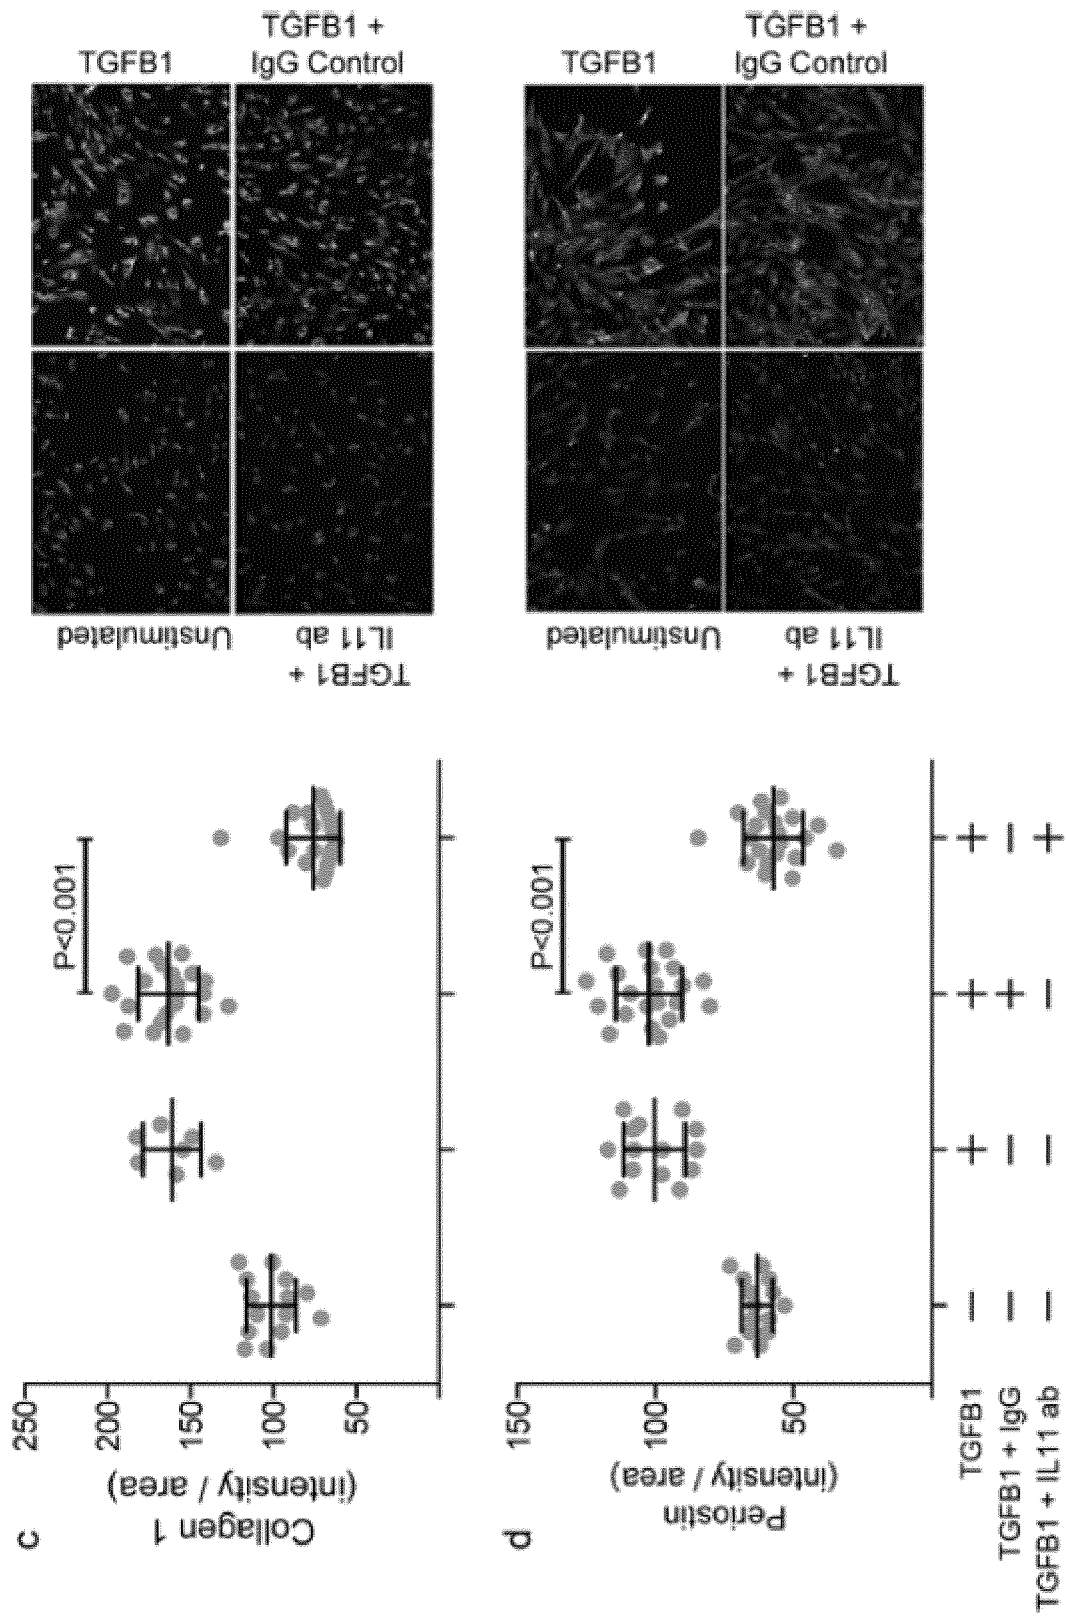 c
Collagen 1
(intensity / area)
250
200
150
100
50
P<0.001
Unstimulated
TGFB1
TGFB1 +
IL11 ab
TGFB1 +
IgG Control
d
Periostin
(intensity / area)
150
100
50
P<0.001
Unstimulated
TGFB1
TGFB1 +
IL11 ab
TGFB1 +
IgG Control
TGFB1 − + + +
TGFB1 + IgG − − + −
TGFB1 + IL11 ab − − − +